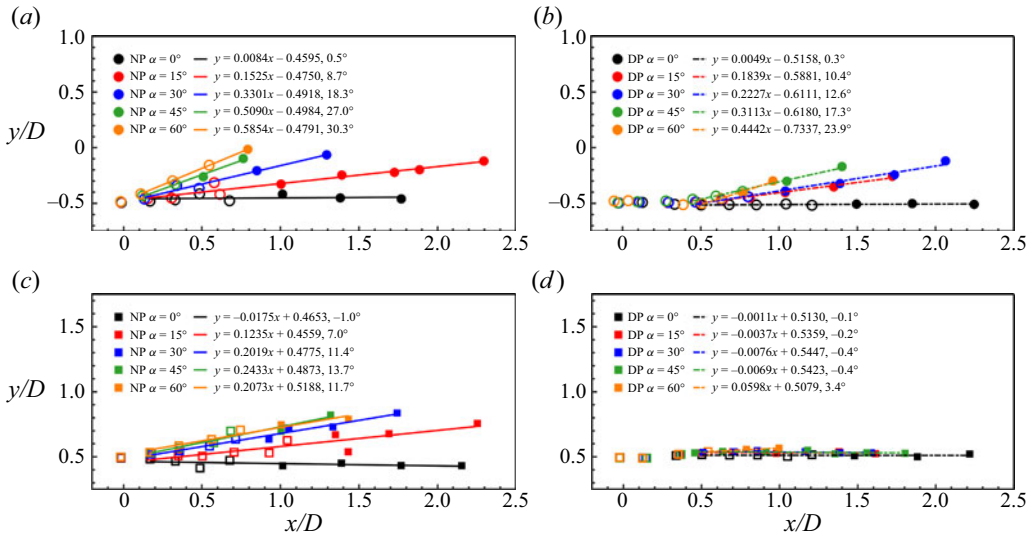 (a)
(b)
1.0
0.5
0
–0.5
y/D
NP α = 0° y = 0.0084x – 0.4595, 0.5°
NP α = 15° y = 0.1525x – 0.4750, 8.7°
NP α = 30° y = 0.3301x – 0.4918, 18.3°
NP α = 45° y = 0.5090x – 0.4984, 27.0°
NP α = 60° y = 0.5854x – 0.4791, 30.3°
0 0.5 1.0 1.5 2.0 2.5
1.0
0.5
0
–0.5
DP α = 0° y = 0.0049x – 0.5158, 0.3°
DP α = 15° y = 0.1839x – 0.5881, 10.4°
DP α = 30° y = 0.2227x – 0.6111, 12.6°
DP α = 45° y = 0.3113x – 0.6180, 17.3°
DP α = 60° y = 0.4442x – 0.7337, 23.9°
0 0.5 1.0 1.5 2.0 2.5
(c)
(d)
1.5
1.0
0.5
y/D
NP α = 0° y = –0.0175x + 0.4653, –1.0°
NP α = 15° y = 0.1235x + 0.4559, 7.0°
NP α = 30° y = 0.2019x + 0.4775, 11.4°
NP α = 45° y = 0.2433x + 0.4873, 13.7°
NP α = 60° y = 0.2073x + 0.5188, 11.7°
0 0.5 1.0 1.5 2.0 2.5
x/D
1.5
1.0
0.5
DP α = 0° y = –0.0011x + 0.5130, –0.1°
DP α = 15° y = –0.0037x + 0.5359, –0.2°
DP α = 30° y = –0.0076x + 0.5447, –0.4°
DP α = 45° y = –0.0069x + 0.5423, –0.4°
DP α = 60° y = 0.0598x + 0.5079, 3.4°
0 0.5 1.0 1.5 2.0 2.5
x/D